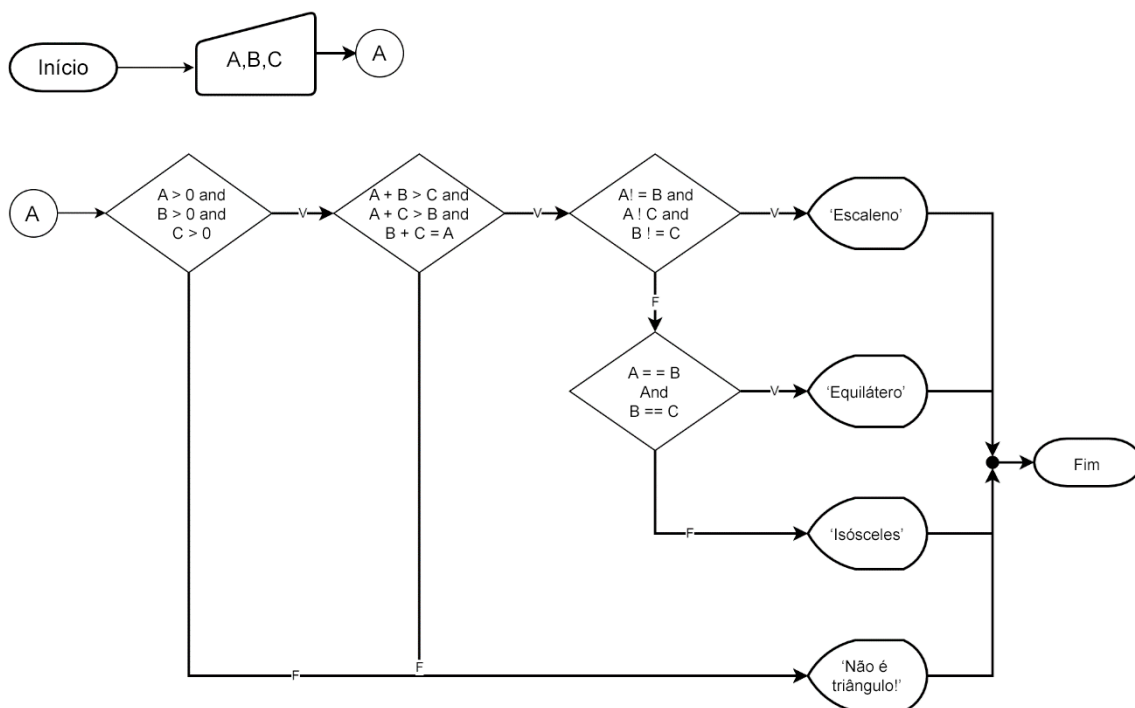 Início
A,B,C
A
A
A > 0 and
B > 0 and
C > 0
V
A + B > C and
A + C > B and
B + C = A
V
A! = B and
A ! C and
B ! = C
V
'Escaleno'
F
A = = B
And
B == C
V
'Equilátero'
Fim
F
'Isósceles'
F
F
'Não é
triângulo!'